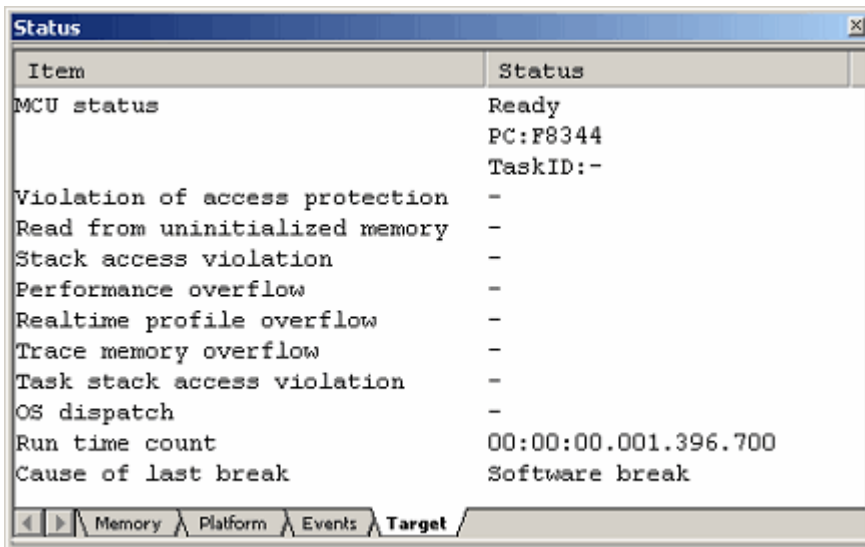 Status
Item Status
MCU status Ready
PC:F8344
TaskID:-
Violation of access protection -
Read from uninitialized memory -
Stack access violation -
Performance overflow -
Realtime profile overflow -
Trace memory overflow -
Task stack access violation -
OS dispatch -
Run time count 00:00:00.001.396.700
Cause of last break Software break
Memory Platform Events Target